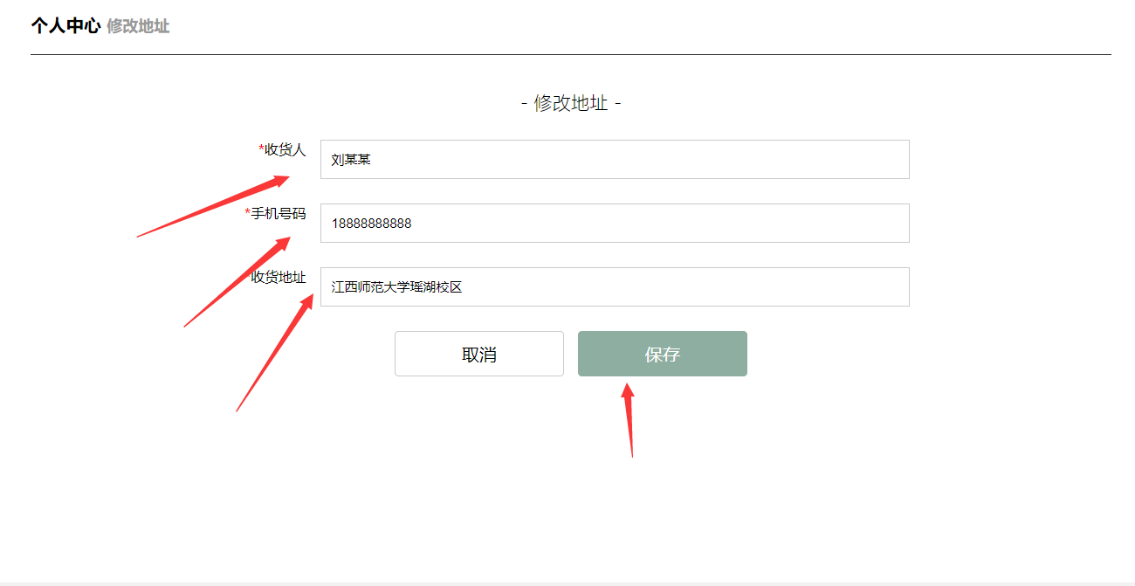 个人中心 修改地址
- 修改地址 -
*收货人
刘某某
*手机号码
18888888888
收货地址
江西师范大学瑶湖校区
取消 保存